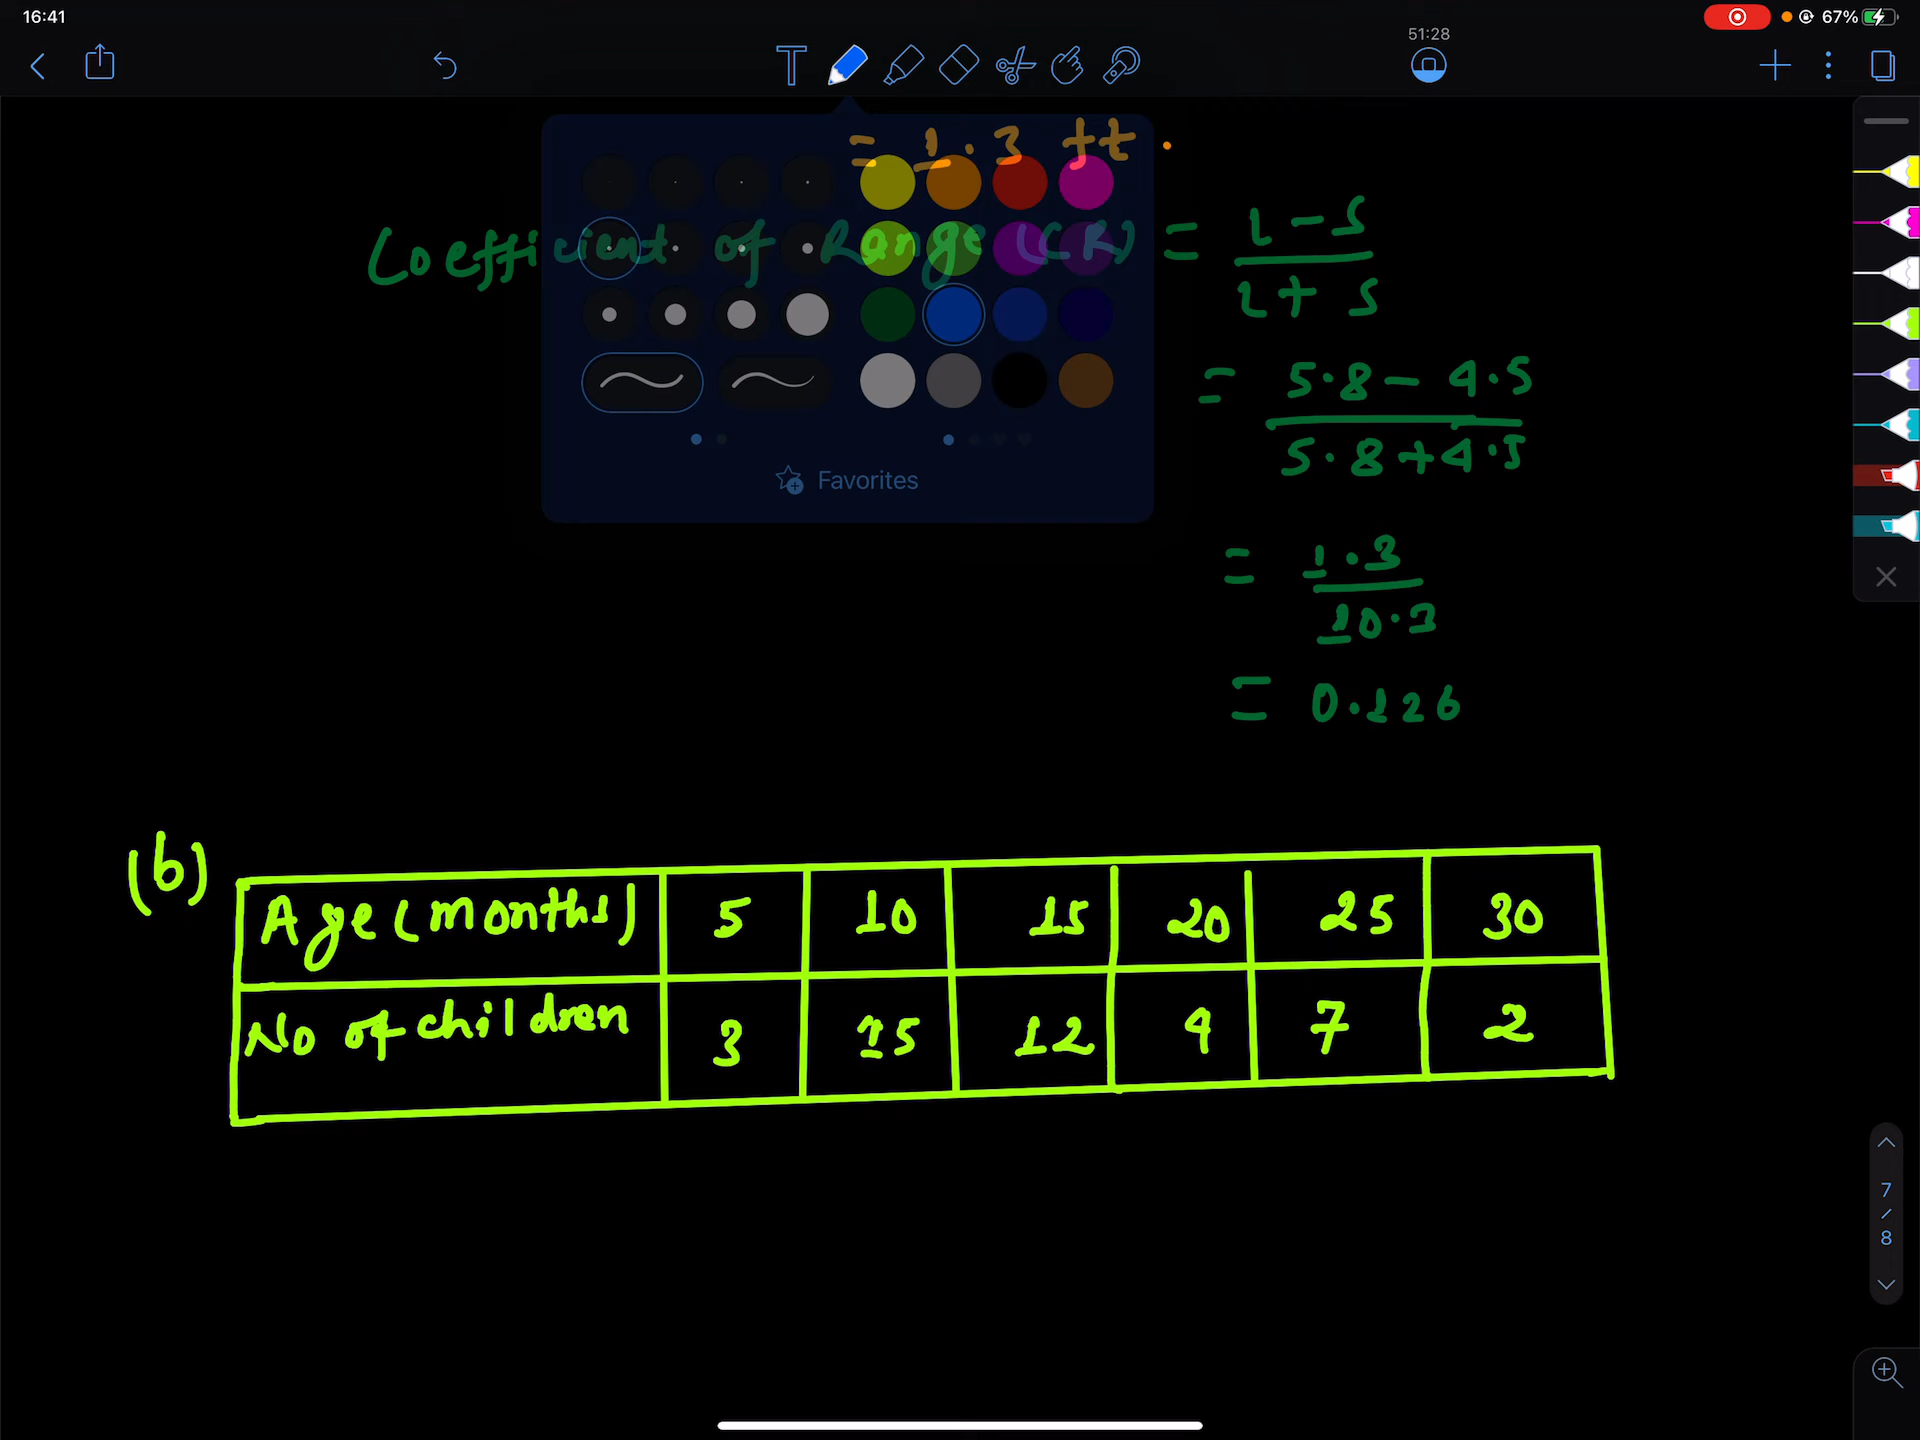 16:41
67%
51:28
= 1.3 ft.
Coefficient of Range (CR) = L-S
L+S
= 5.8 - 4.5
5.8+4.5
= 1.3
10.3
= 0.126
Favorites
(b)
Age (months) 5 10 15 20 25 30
No of children 3 15 12 4 7 2
7
/
8